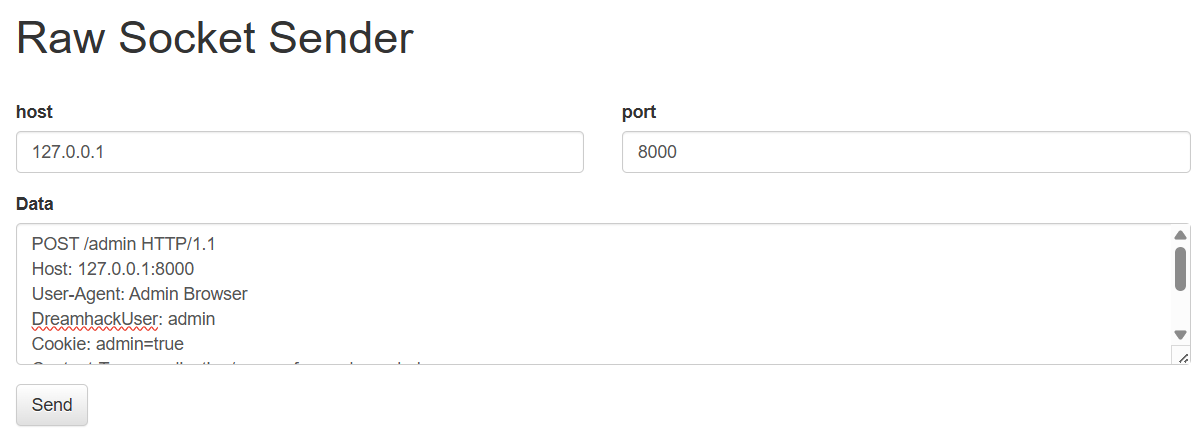 Raw Socket Sender
host
port
127.0.0.1
8000
Data
POST /admin HTTP/1.1
Host: 127.0.0.1:8000
User-Agent: Admin Browser
DreamhackUser: admin
Cookie: admin=true
Send